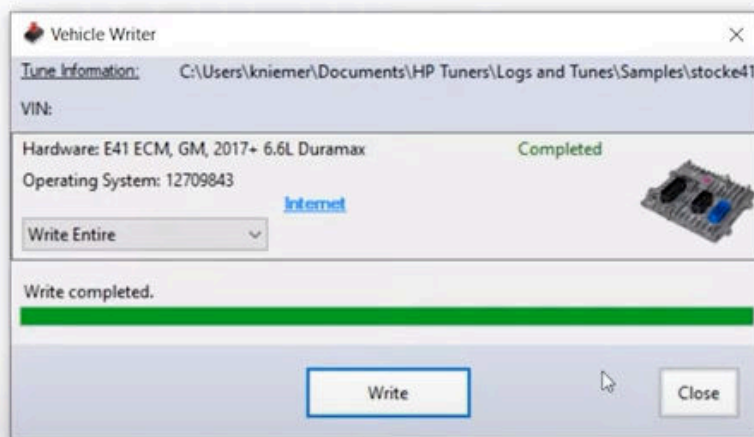 Vehicle Writer
Tune Information: C:\Users\kniemer\Documents\HP Tuners\Logs and Tunes\Samples\stocke41
VIN:
Hardware: E41 ECM, GM, 2017+ 6.6L Duramax Completed
Operating System: 12709843
Internet
Write Entire
Write completed.
Write Close